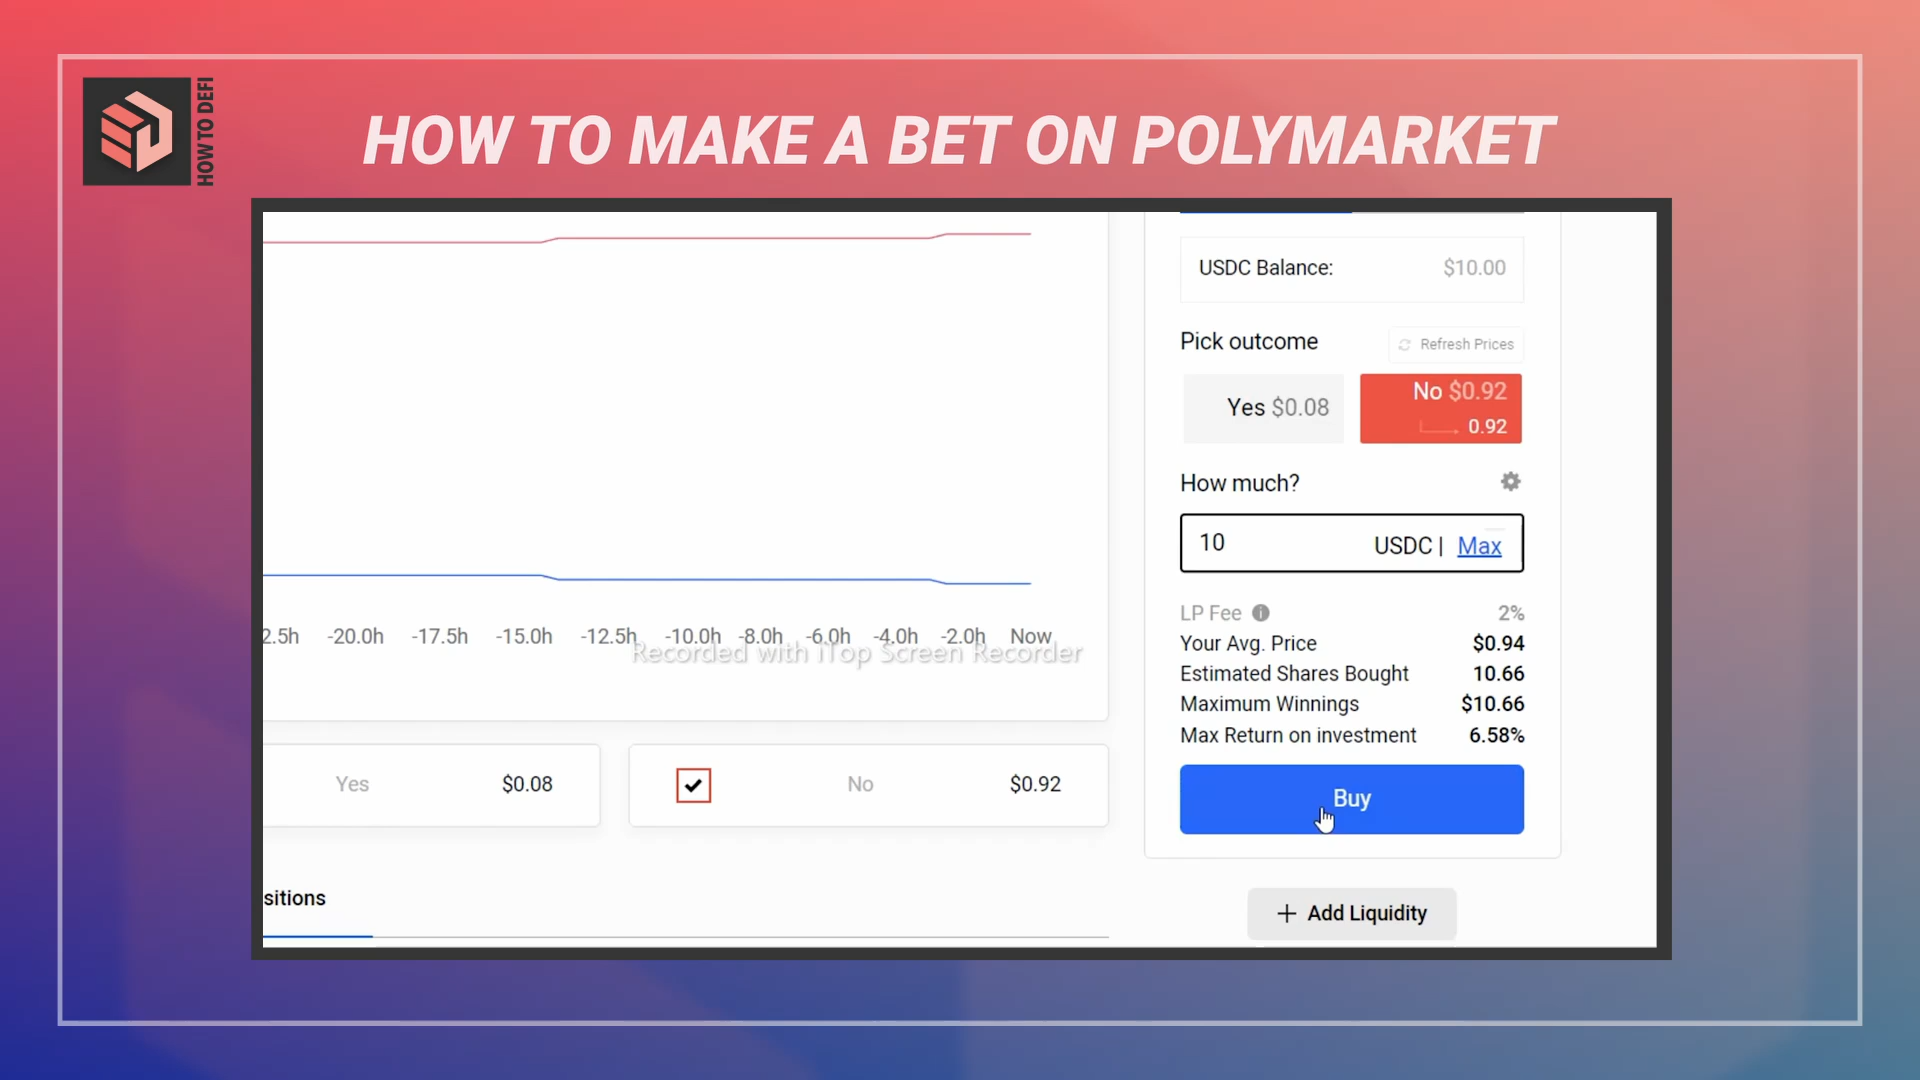 HOW TO DEFI
HOW TO MAKE A BET ON POLYMARKET
USDC Balance: $10.00
Pick outcome
Refresh Prices
Yes $0.08
No $0.92
0.92
How much?
10 USDC | Max
LP Fee 2%
Your Avg. Price $0.94
Estimated Shares Bought 10.66
Maximum Winnings $10.66
Max Return on investment 6.58%
Buy
Add Liquidity
2.5h -20.0h -17.5h -15.0h -12.5h -10.0h -8.0h -6.0h -4.0h -2.0h Now
Recorded with iTop Screen Recorder
Yes $0.08
No $0.92
sitions